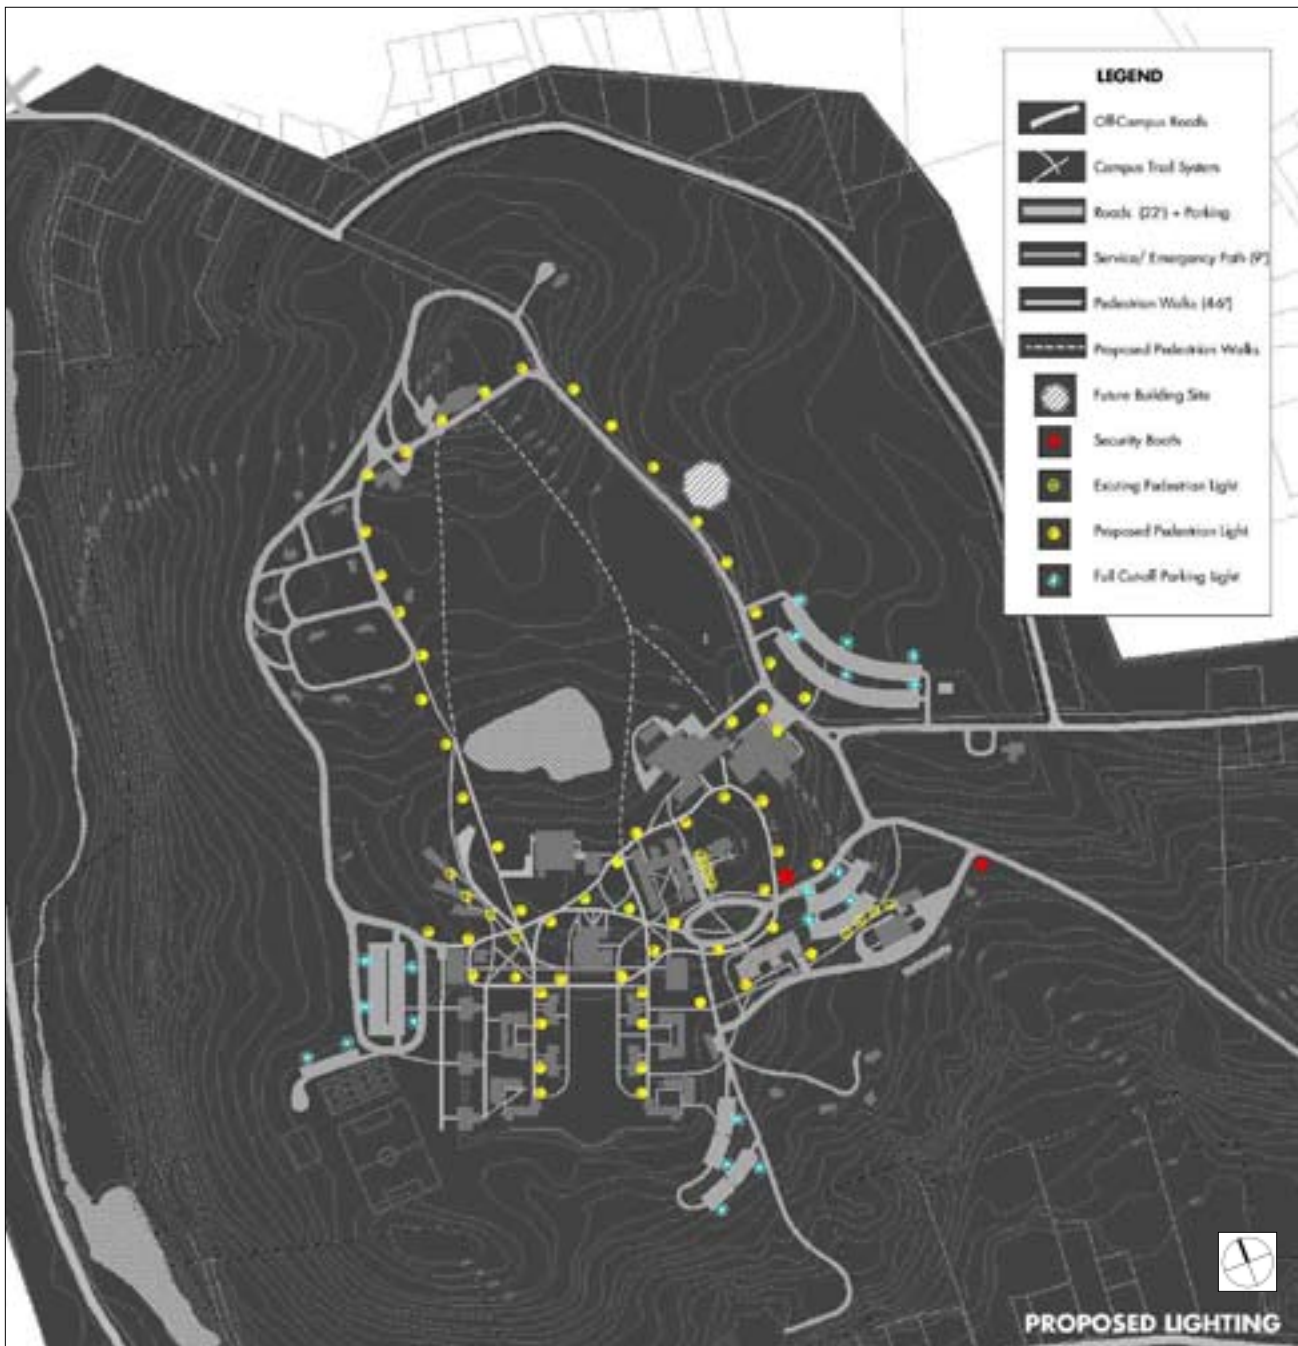 LEGEND
Off-Campus Roads
Campus Trail System
Roads (22') + Parking
Service/ Emergency Path (9')
Pedestrian Walks (4-6')
Proposed Pedestrian Walks
Future Building Site
Security Booth
Existing Pedestrian Light
Proposed Pedestrian Light
Full Cutoff Parking Light
PROPOSED LIGHTING